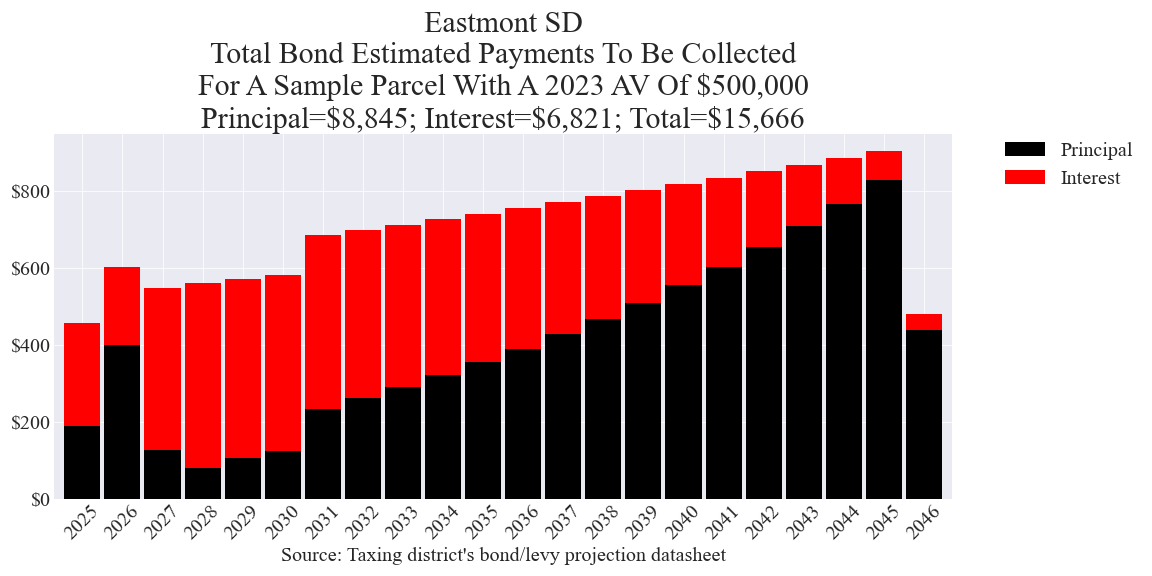 Eastmont SD
Total Bond Estimated Payments To Be Collected
For A Sample Parcel With A 2023 AV Of $500,000
Principal=$8,845; Interest=$6,821; Total=$15,666
Principal
Interest
$800
$600
$400
$200
$0
2025 2026 2027 2028 2029 2030 2031 2032 2033 2034 2035 2036 2037 2038 2039 2040 2041 2042 2043 2044 2045 2046
Source: Taxing district's bond/levy projection datasheet